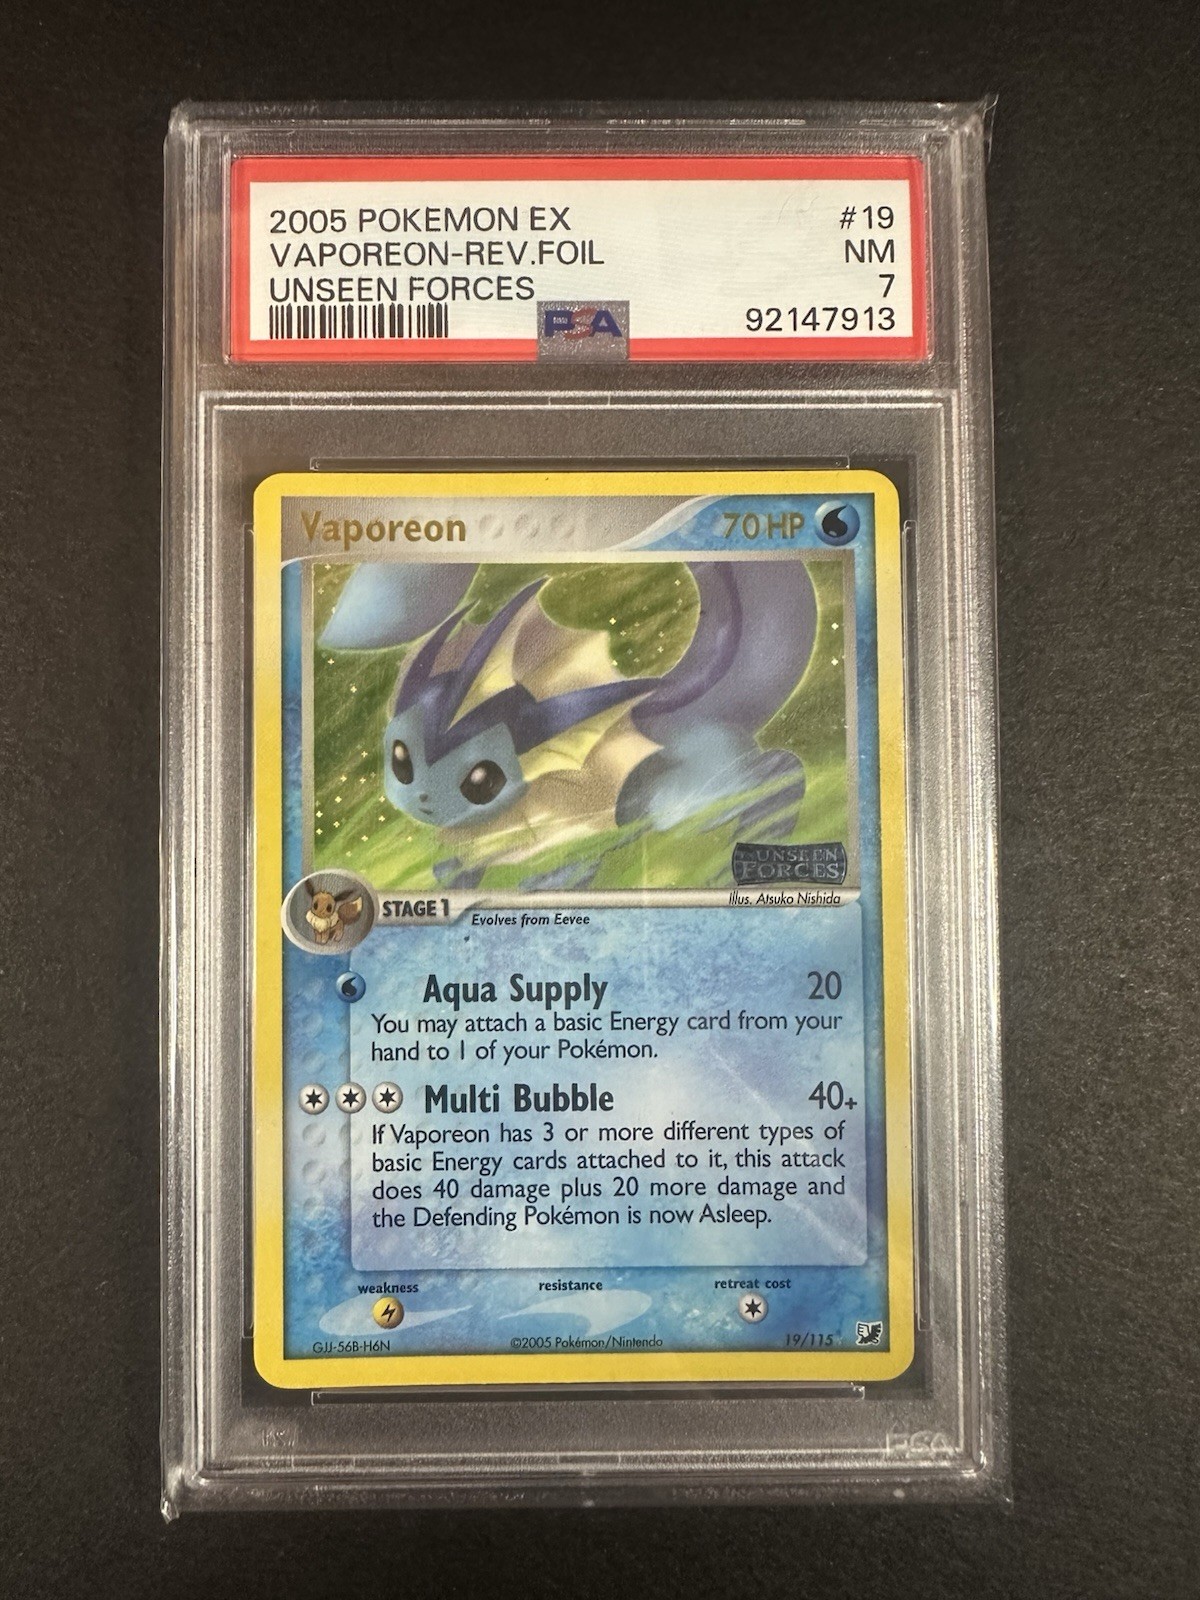 2005 POKEMON EX #19
VAPOREON-REV.FOIL NM
UNSEEN FORCES 7
PSA 92147913
Vaporeon 70 HP
UNSEEN
FORCES
Illus. Atsuko Nishida
STAGE 1
Evolves from Eevee
Aqua Supply 20
You may attach a basic Energy card from your
hand to 1 of your Pokémon.
Multi Bubble 40+
If Vaporeon has 3 or more different types of
basic Energy cards attached to it, this attack
does 40 damage plus 20 more damage and
the Defending Pokémon is now Asleep.
weakness resistance retreat cost
GJJ-56B-H6N ©2005 Pokémon/Nintendo 19/115
PSA